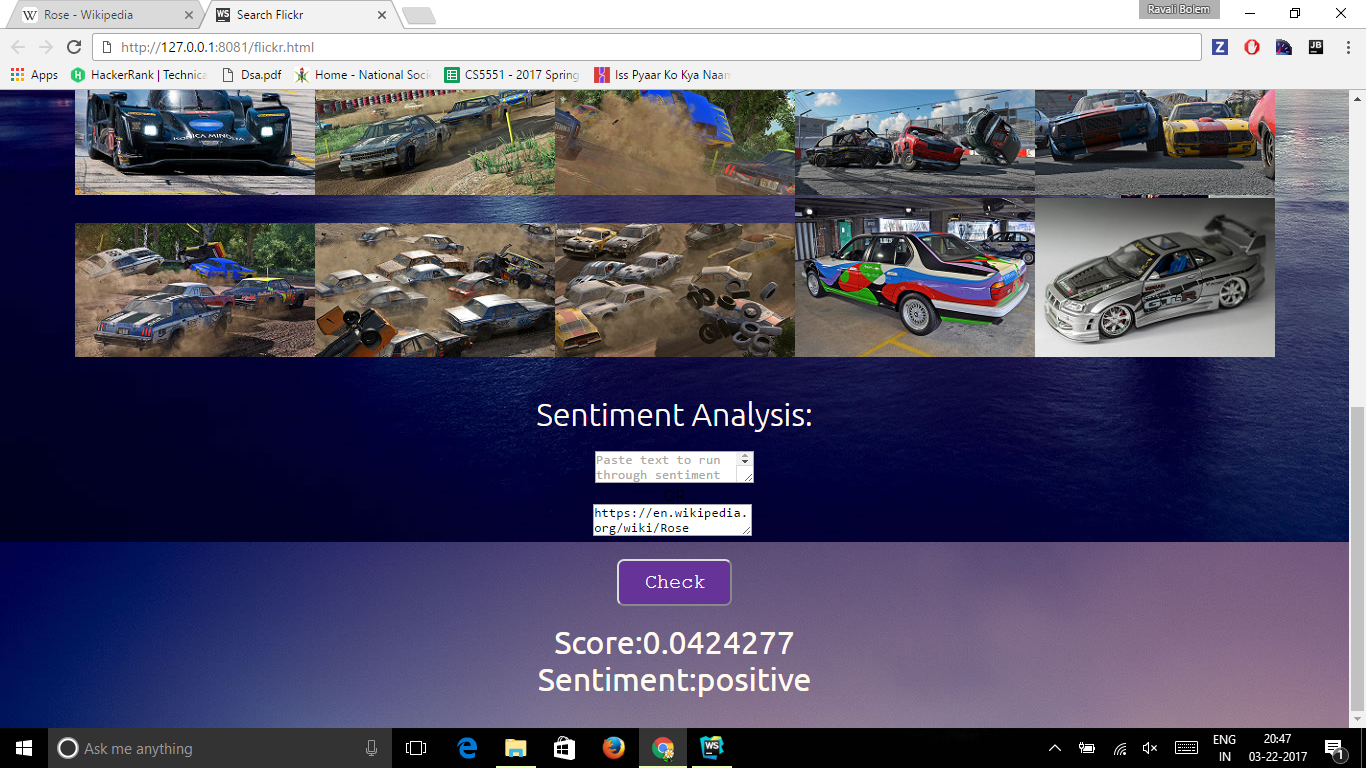 Rose - Wikipedia
Search Flickr
Ravali Bolem
http://127.0.0.1:8081/flickr.html
Apps
HackerRank | Technica
Dsa.pdf
Home - National Soci
CS5551 - 2017 Spring
Iss Pyaar Ko Kya Naam
KONICA MINOLTA
GT-R
Sentiment Analysis:
Paste text to run
through sentiment
https://en.wikipedia.
org/wiki/Rose
Check
Score:0.0424277
Sentiment:positive
Ask me anything
ENG
IN
20:47
03-22-2017
1